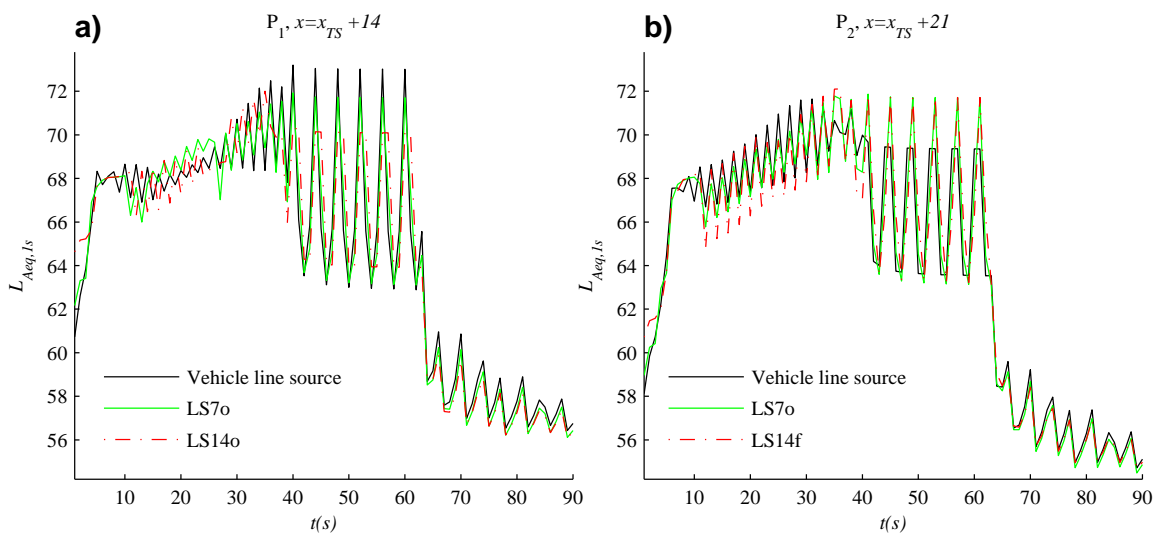 a)
P1, x=xTS +14
LAeq,1s
72
70
68
66
64
62
60
58
56
Vehicle line source
LS7o
LS14o
10 20 30 40 50 60 70 80 90
t(s)
b)
P2, x=xTS +21
LAeq,1s
72
70
68
66
64
62
60
58
56
Vehicle line source
LS7o
LS14f
10 20 30 40 50 60 70 80 90
t(s)